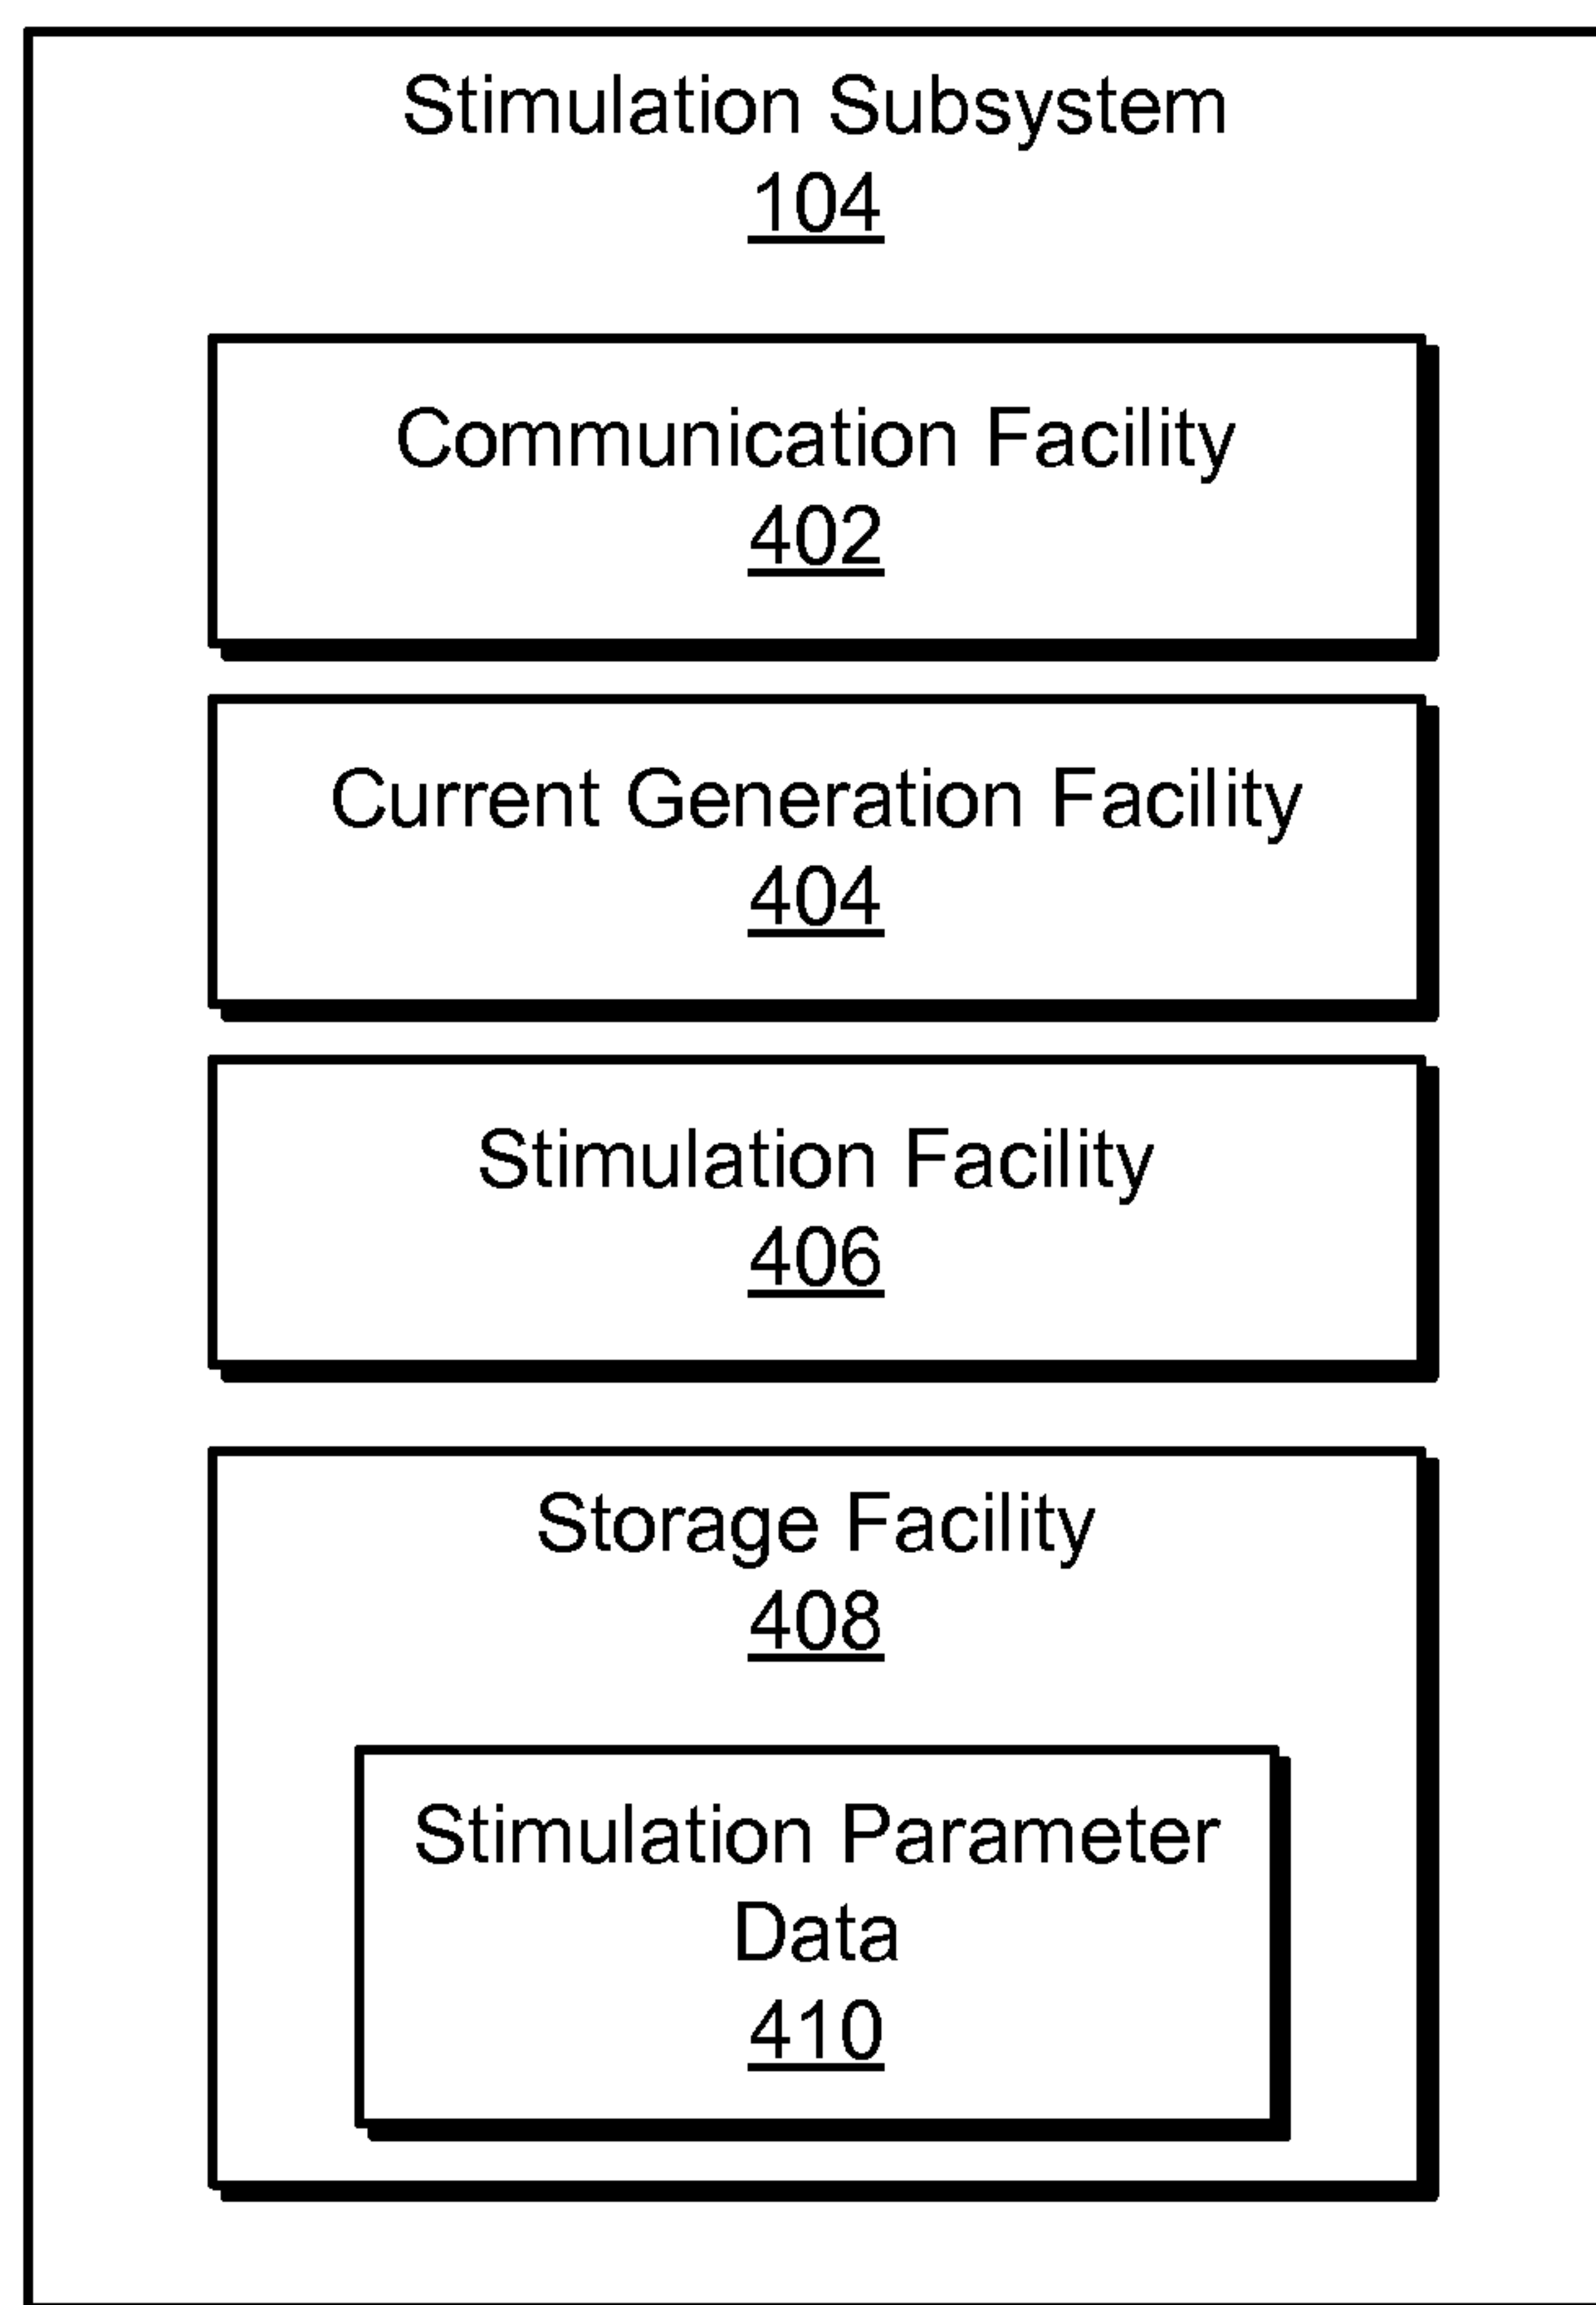 Stimulation Subsystem
104
Communication Facility
402
Current Generation Facility
404
Stimulation Facility
406
Storage Facility
408
Stimulation Parameter
Data
410